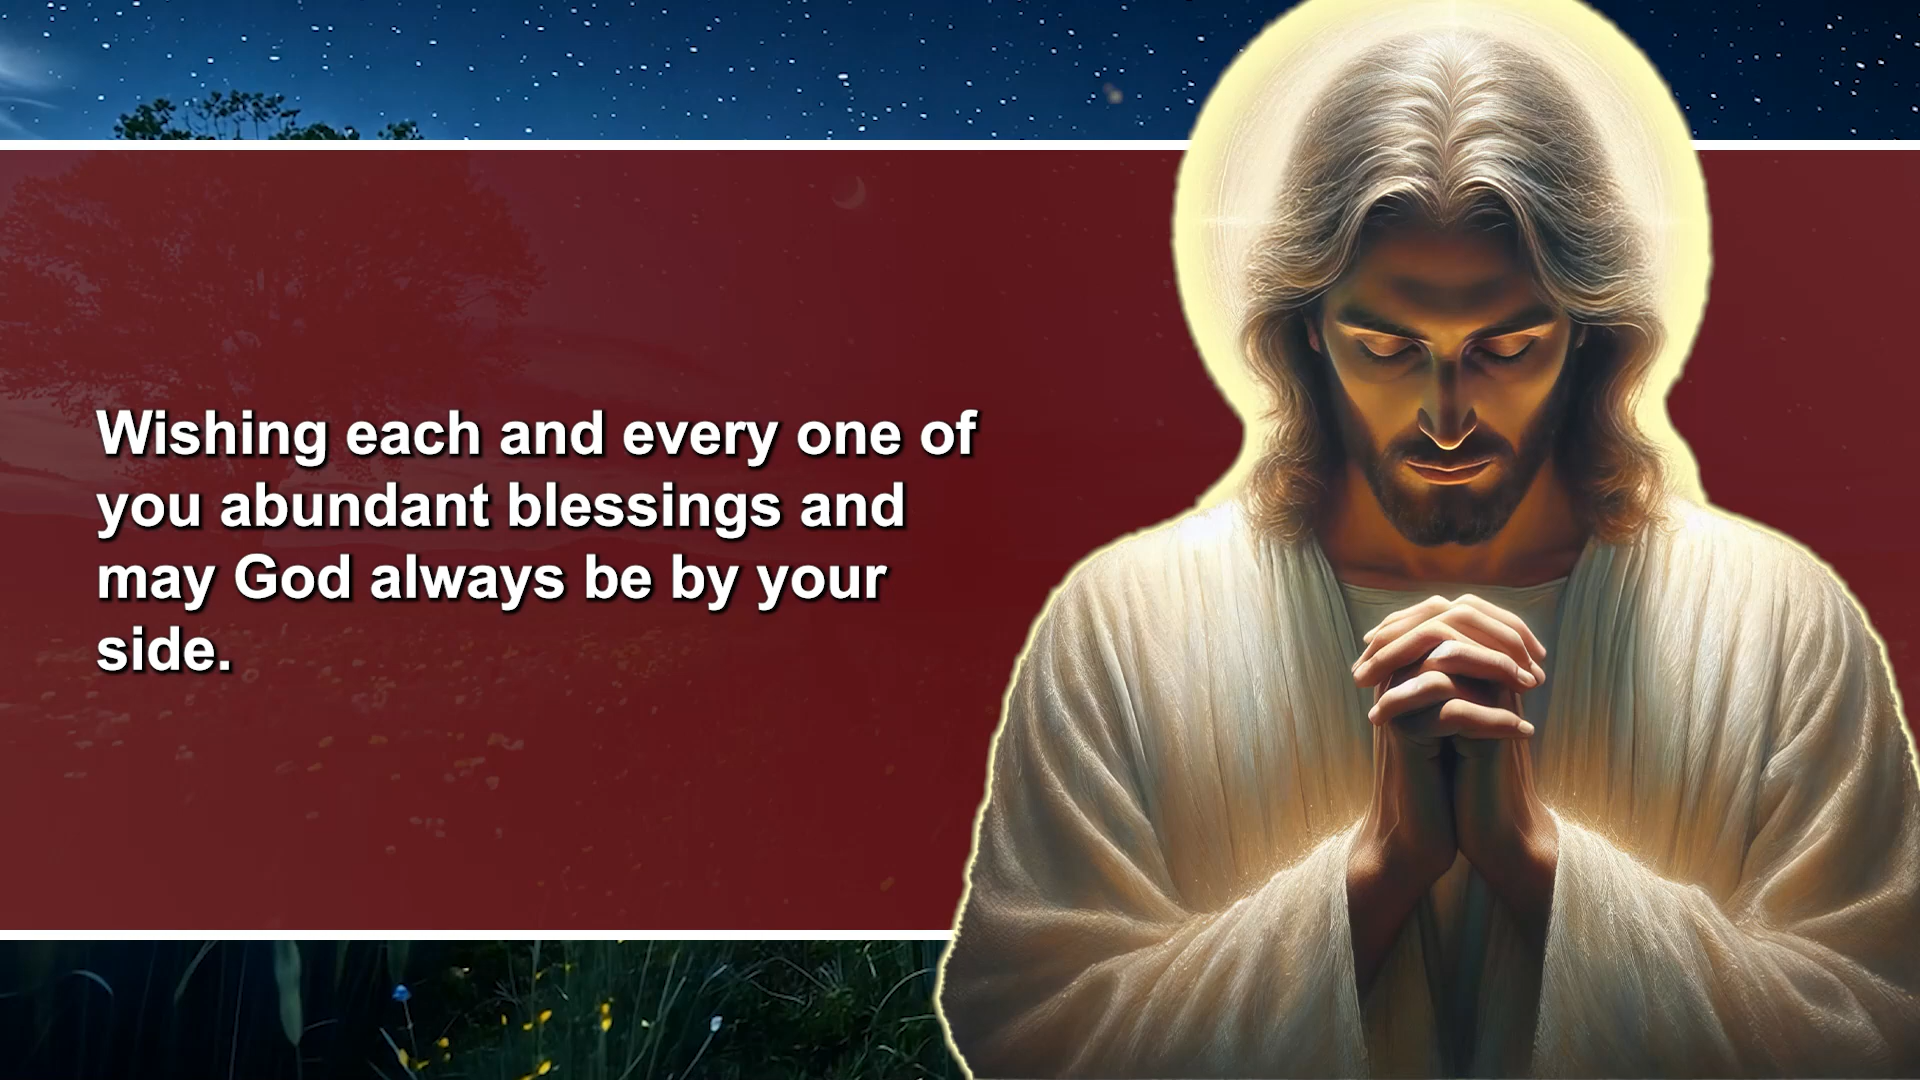 Wishing each and every one of
you abundant blessings and
may God always be by your
side.